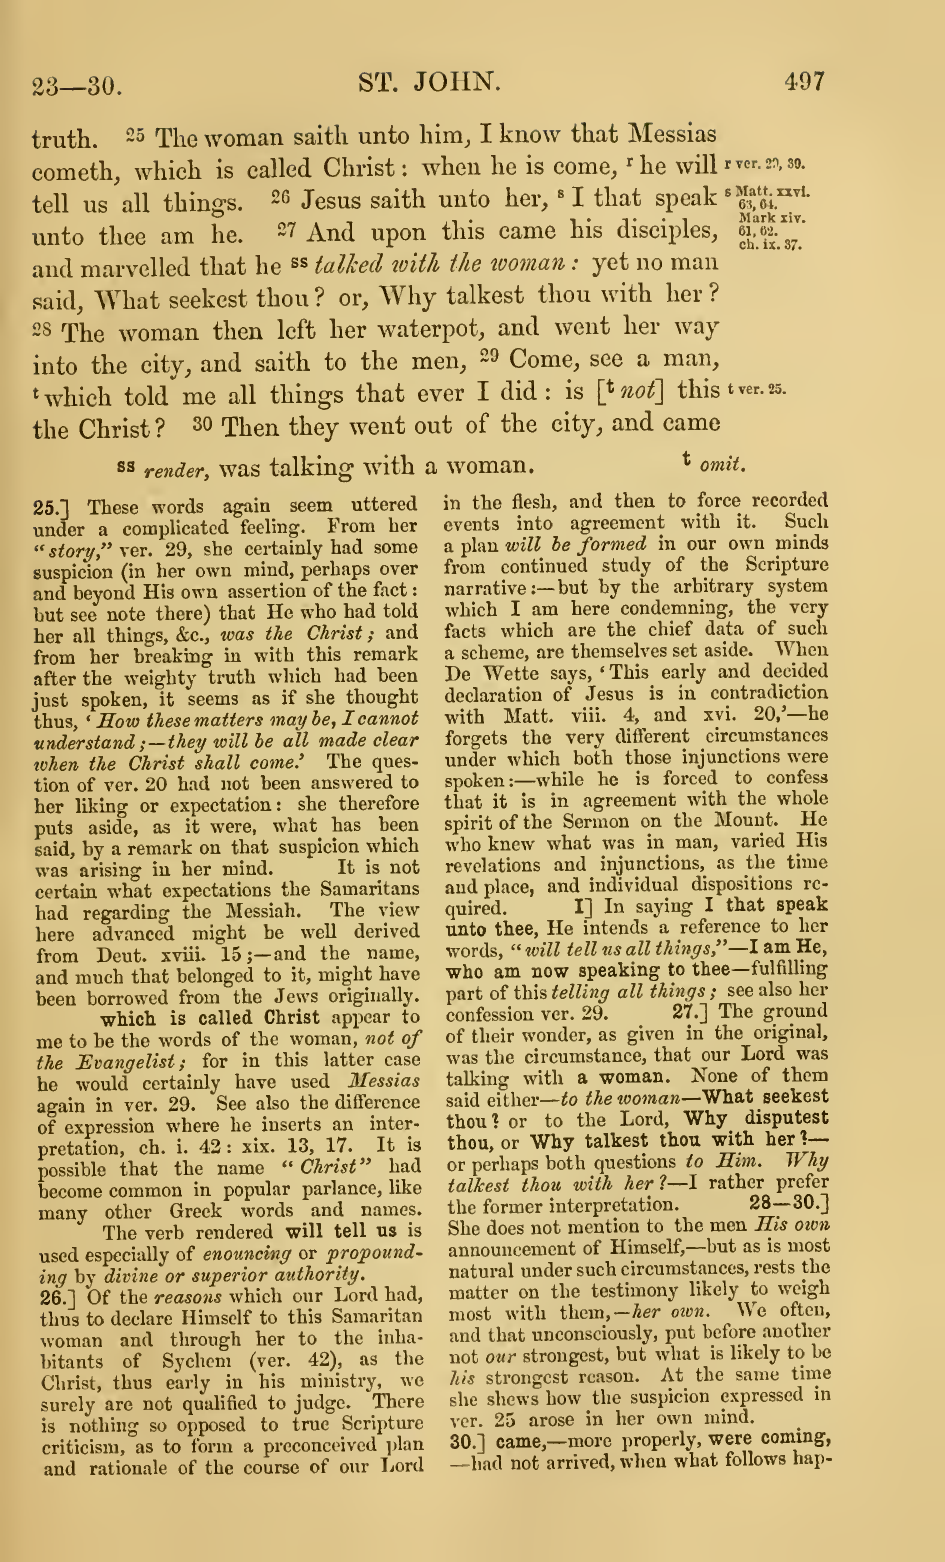 23—30.
ST. JOHN.
497
truth. 25 The woman saith unto him, I know that Messias
cometh, which is called Christ: when he is come, r he will
tell us all things. 26 Jesus saith unto her, s I that speak
unto thee am he. 27 And upon this came his disciples,
and marvelled that he ss talked with the woman: yet no man
said, What seekest thou? or, Why talkest thou with her?
28 The woman then left her waterpot, and went her way
into the city, and saith to the men, 29 Come, see a man,
t which told me all things that ever I did: is [t not] this
the Christ? 30 Then they went out of the city, and came
r ver. 29, 39.
s Matt. xxvi.
63, 64.
Mark xiv.
61, 62.
ch. ix. 37.
t ver. 25.
ss render, was talking with a woman.
t omit.
25.] These words again seem uttered
under a complicated feeling. From her
“story,” ver. 29, she certainly had some
suspicion (in her own mind, perhaps over
and beyond His own assertion of the fact:
but see note there) that He who had told
her all things, &c., was the Christ; and
from her breaking in with this remark
after the weighty truth which had been
just spoken, it seems as if she thought
thus, ‘How these matters may be, I cannot
understand;—they will be all made clear
when the Christ shall come.’ The ques-
tion of ver. 20 had not been answered to
her liking or expectation: she therefore
puts aside, as it were, what has been
said, by a remark on that suspicion which
was arising in her mind. It is not
certain what expectations the Samaritans
had regarding the Messiah. The view
here advanced might be well derived
from Deut. xviii. 15;—and the name,
and much that belonged to it, might have
been borrowed from the Jews originally.
which is called Christ appear to
me to be the words of the woman, not of
the Evangelist; for in this latter case
he would certainly have used Messias
again in ver. 29. See also the difference
of expression where he inserts an inter-
pretation, ch. i. 42: xix. 13, 17. It is
possible that the name “Christ” had
become common in popular parlance, like
many other Greek words and names.
The verb rendered will tell us is
used especially of enouncing or propound-
ing by divine or superior authority.
26.] Of the reasons which our Lord had,
thus to declare Himself to this Samaritan
woman and through her to the inha-
bitants of Sychem (ver. 42), as the
Christ, thus early in his ministry, we
surely are not qualified to judge. There
is nothing so opposed to true Scripture
criticism, as to form a preconceived plan
and rationale of the course of our Lord
in the flesh, and then to force recorded
events into agreement with it. Such
a plan will be formed in our own minds
from continued study of the Scripture
narrative:—but by the arbitrary system
which I am here condemning, the very
facts which are the chief data of such
a scheme, are themselves set aside. When
De Wette says, ‘This early and decided
declaration of Jesus is in contradiction
with Matt. viii. 4, and xvi. 20,’—he
forgets the very different circumstances
under which both those injunctions were
spoken:—while he is forced to confess
that it is in agreement with the whole
spirit of the Sermon on the Mount. He
who knew what was in man, varied His
revelations and injunctions, as the time
and place, and individual dispositions re-
quired. I] In saying I that speak
unto thee, He intends a reference to her
words, “will tell us all things,”—I am He,
who am now speaking to thee—fulfilling
part of this telling all things; see also her
confession ver. 29. 27.] The ground
of their wonder, as given in the original,
was the circumstance, that our Lord was
talking with a woman. None of them
said either—to the woman—What seekest
thou? or to the Lord, Why disputest
thou, or Why talkest thou with her?—
or perhaps both questions to Him. Why
talkest thou with her?—I rather prefer
the former interpretation. 28—30.]
She does not mention to the men His own
announcement of Himself,—but as is most
natural under such circumstances, rests the
matter on the testimony likely to weigh
most with them,—her own. We often,
and that unconsciously, put before another
not our strongest, but what is likely to be
his strongest reason. At the same time
she shews how the suspicion expressed in
ver. 25 arose in her own mind.
30.] came,—more properly, were coming,
—had not arrived, when what follows hap-